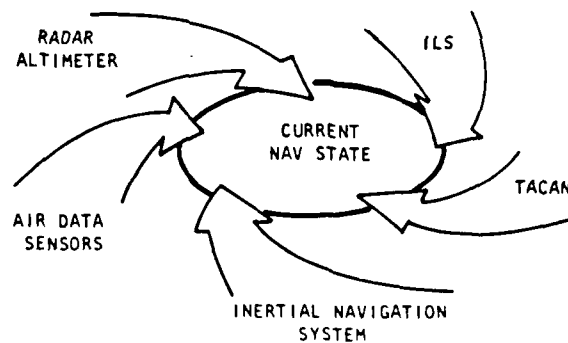 RADAR
ALTIMETER
ILS
CURRENT
NAV STATE
TACAN
AIR DATA
SENSORS
INERTIAL NAVIGATION
SYSTEM